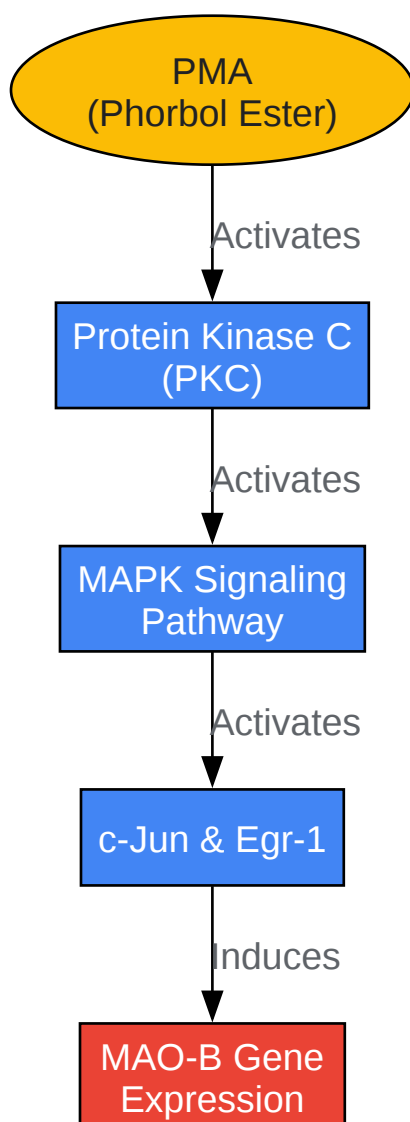 PMA
(Phorbol Ester)
Activates
Protein Kinase C
(PKC)
Activates
MAPK Signaling
Pathway
Activates
c-Jun & Egr-1
Induces
MAO-B Gene
Expression